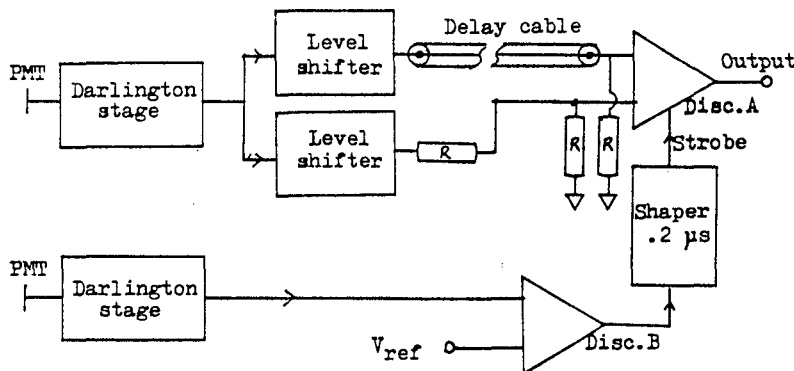 Delay cable
Level
shifter
Output
PMT
Darlington
stage
Disc.A
Level
shifter
R
R
R
Strobe
Shaper
.2 µs
PMT
Darlington
stage
Vref
Disc.B